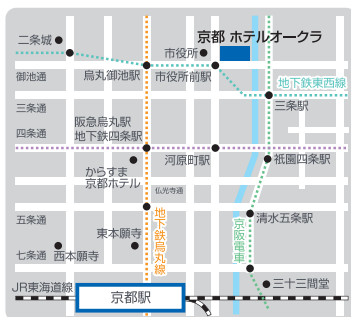 京都 ホテルオークラ
二条城
市役所
御池通
烏丸御池駅
市役所前駅
地下鉄東西線
三条通
三条駅
阪急烏丸駅
地下鉄四条駅
四条通
河原町駅
祇園四条駅
からすま
京都ホテル
仏光寺通
五条通
地下鉄烏丸線
清水五条駅
京阪電車
東本願寺
七条通
西本願寺
三十三間堂
JR東海道線
京都駅